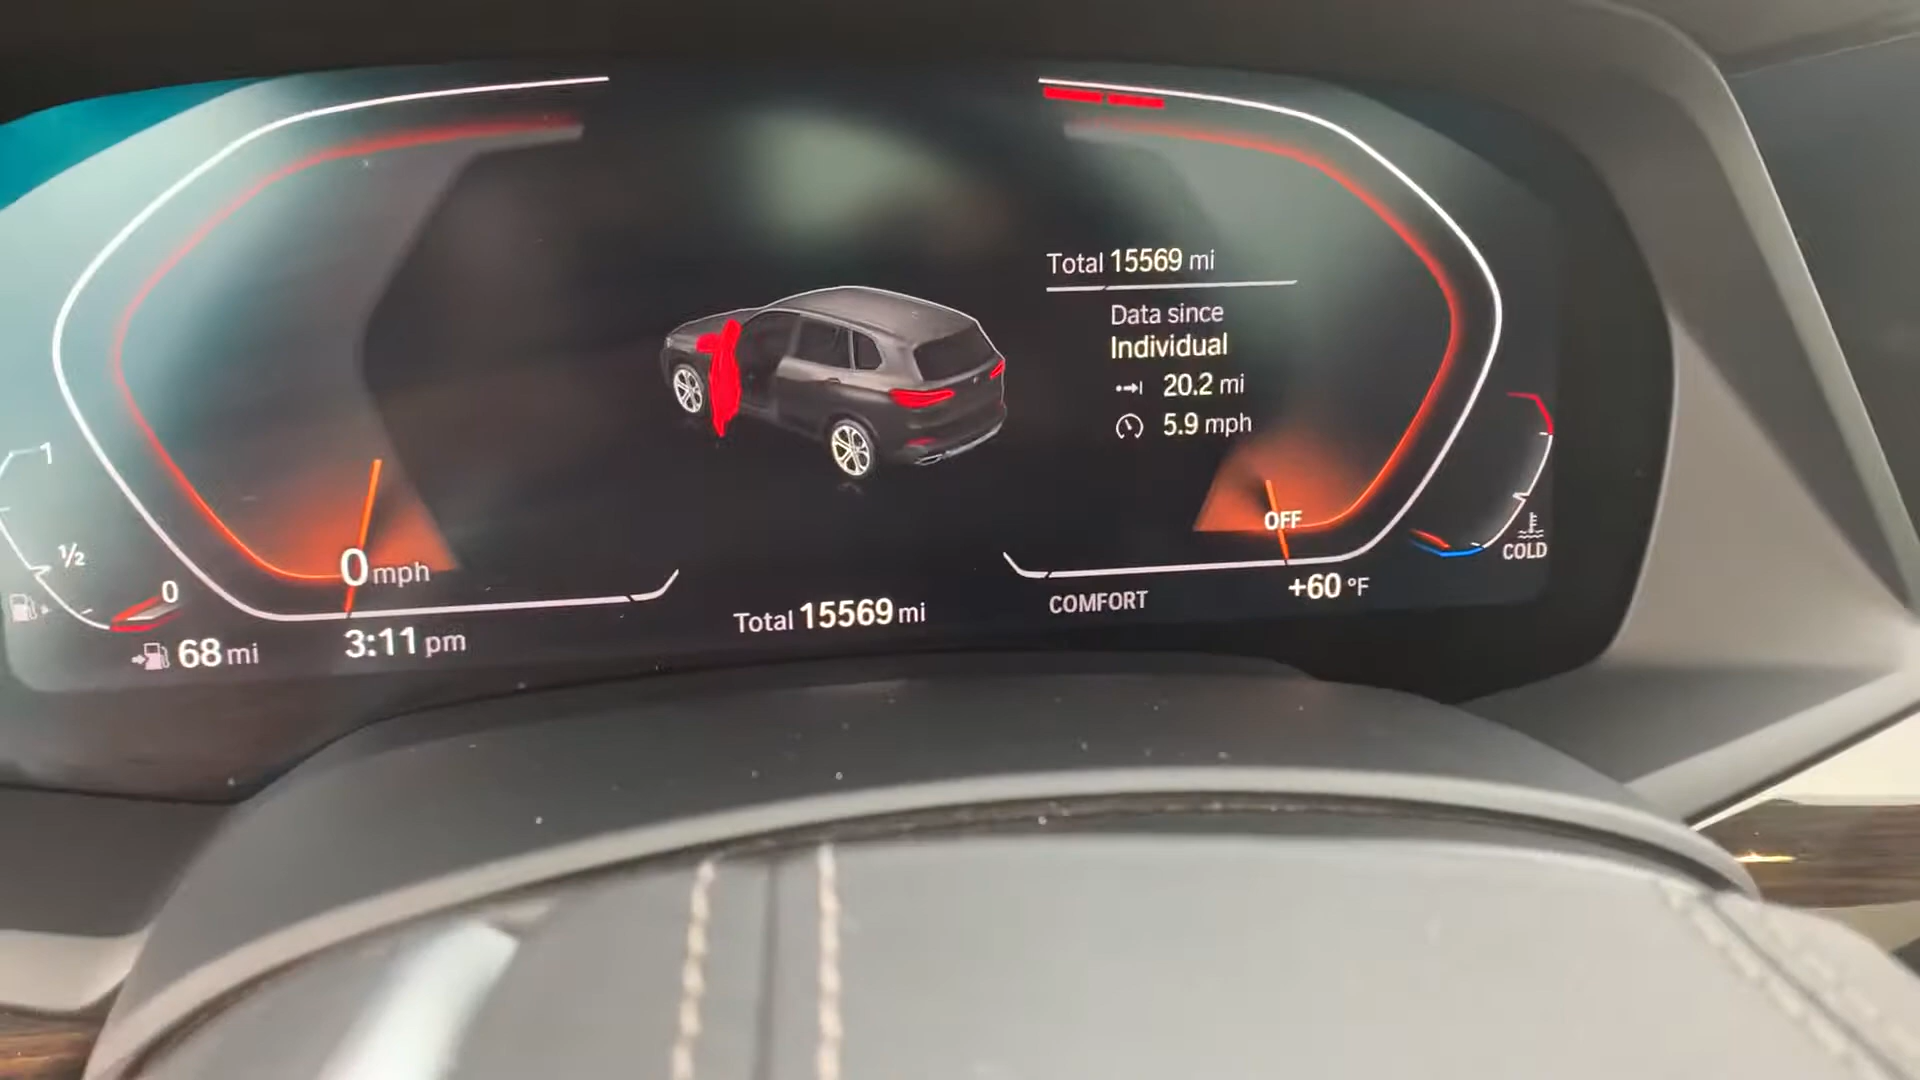 Total 15569 mi
Data since
Individual
20.2 mi
5.9 mph
1
1/2
0
0 mph
OFF
COLD
68 mi
3:11 pm
Total 15569 mi
COMFORT
+60 °F